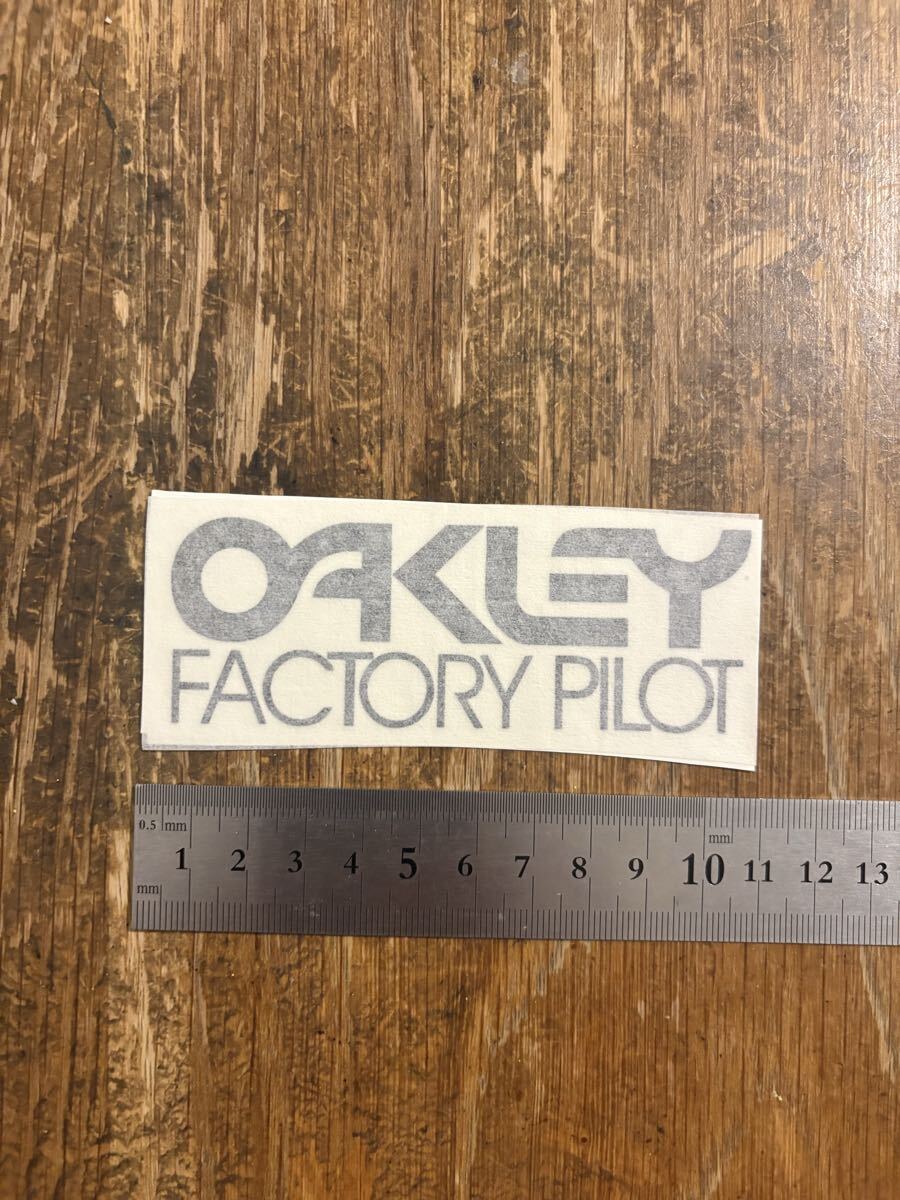 OAKLEY
FACTORY PILOT
0.5 mm
mm
1 2 3 4 5 6 7 8 9 10 11 12 13
mm